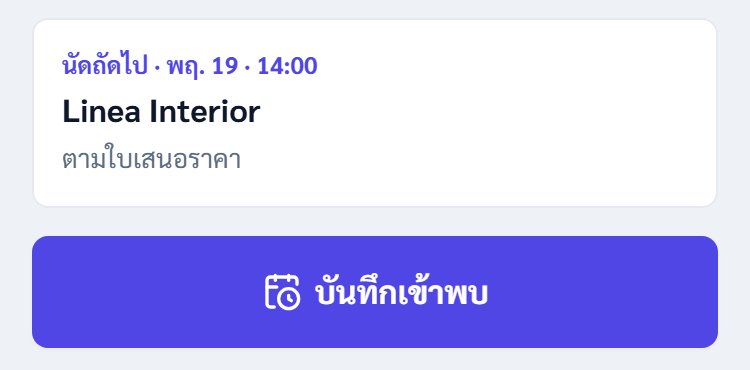 นัดถัดไป · พฤ. 19 · 14:00
Linea Interior
ตามใบเสนอราคา
บันทึกเข้าพบ